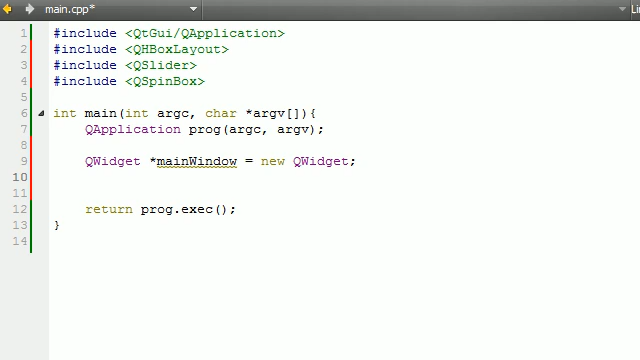 main.cpp*
Li
1 #include <QtGui/QApplication>
2 #include <QHBoxLayout>
3 #include <QSlider>
4 #include <QSpinBox>
5
6 int main(int argc, char *argv[]){
7 QApplication prog(argc, argv);
8
9 QWidget *mainWindow = new QWidget;
10
11
12 return prog.exec();
13 }
14